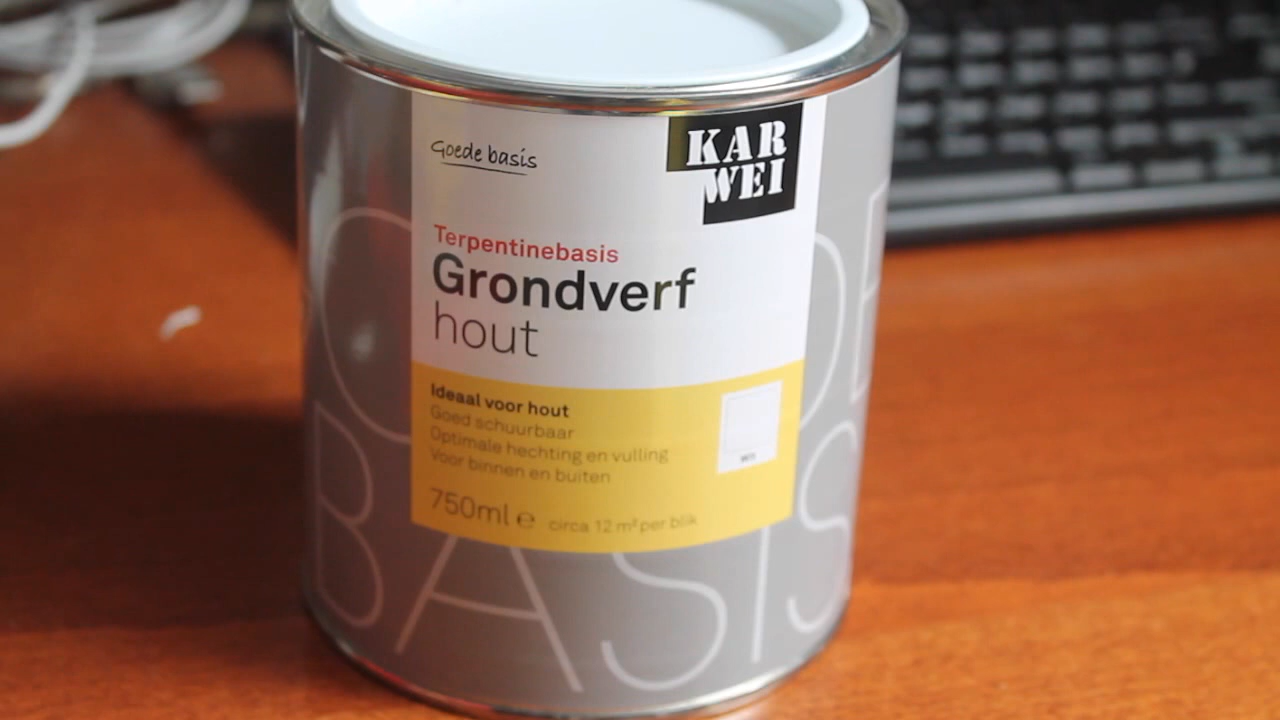 Goede basis
KAR
WEI
Terpentinebasis
Grondverf
hout
Ideaal voor hout
Goed schuurbaar
Optimale hechting en vulling
Voor binnen en buiten
Wit
750ml ℮ circa 12 m² per blik
BASIS